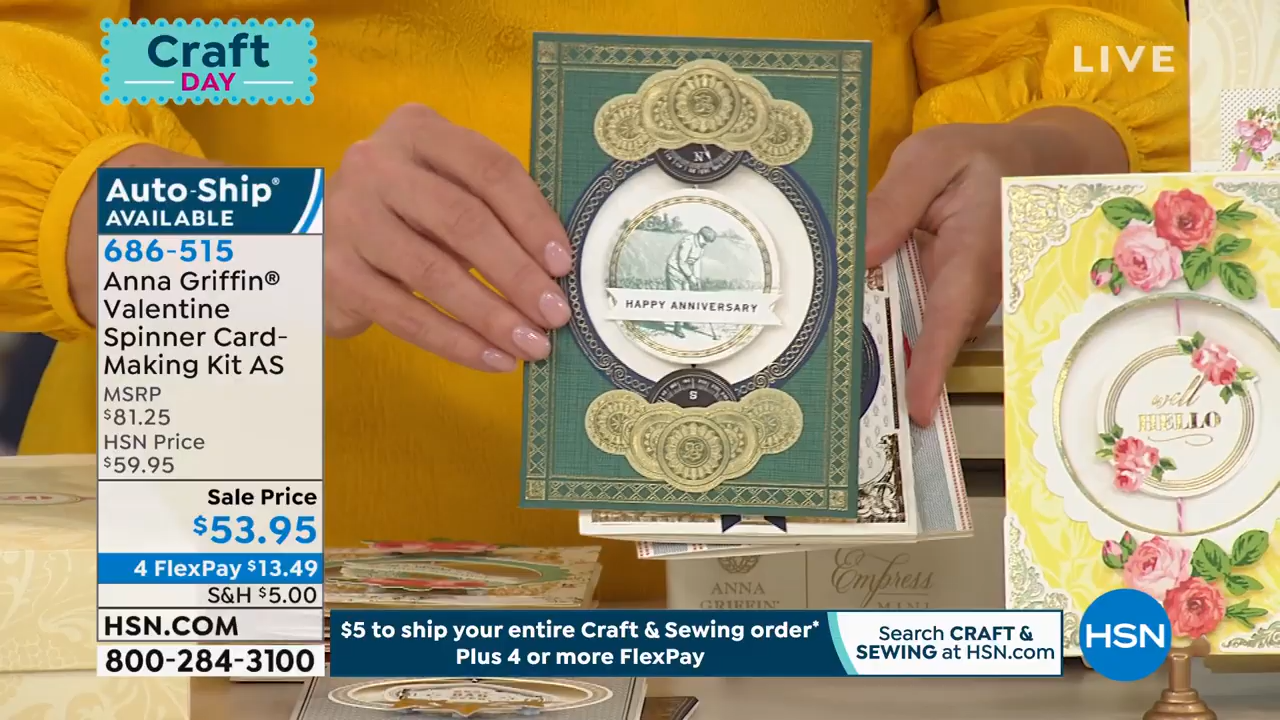 Craft
DAY
LIVE
Auto-Ship®
AVAILABLE
686-515
Anna Griffin®
Valentine
Spinner Card-
Making Kit AS
MSRP
$81.25
HSN Price
$59.95
Sale Price
$53.95
4 FlexPay $13.49
S&H $5.00
HSN.COM
800-284-3100
N
HAPPY ANNIVERSARY
S
well
HELLO
ANNA
GRIFFIN
Empress
MINI
$5 to ship your entire Craft & Sewing order*
Plus 4 or more FlexPay
Search CRAFT &
SEWING at HSN.com
HSN